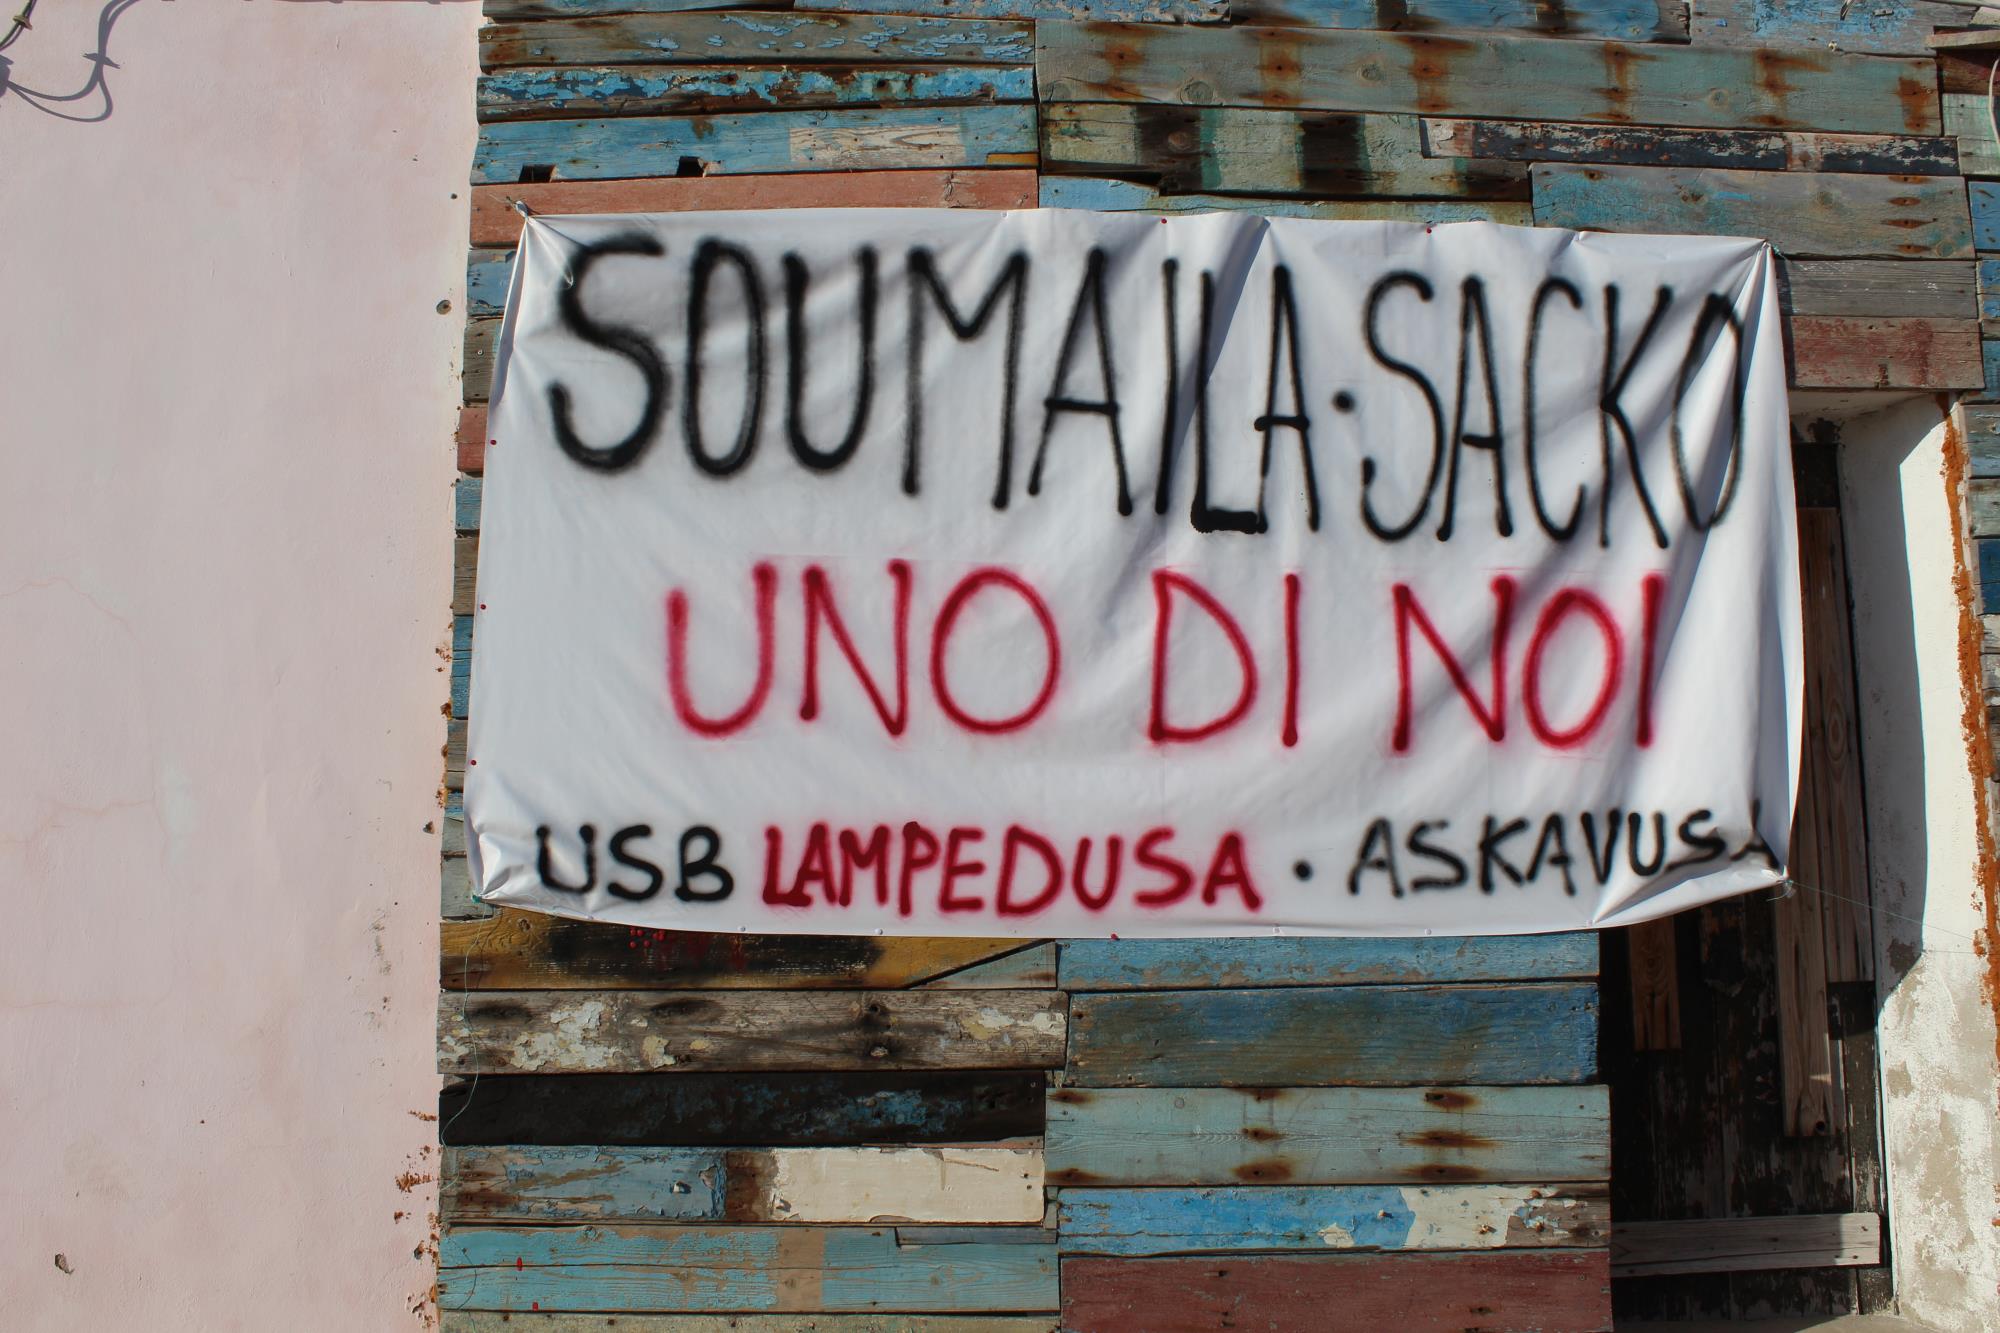 SOUMAILA · SACKO
UNO DI NOI
USB LAMPEDUSA · ASKAVUSA